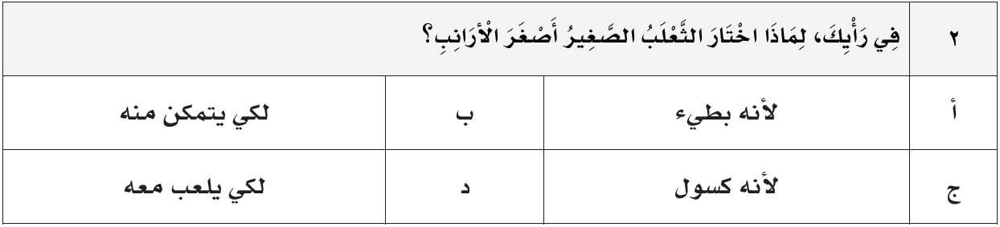 ٢ فِي رَأْيِكَ، لِمَاذَا اخْتَارَ الثَّعْلَبُ الصَّغِيرُ أَصْغَرَ الْأَرَانِبِ؟
أ لأنه بطيء ب لكي يتمكن منه
ج لأنه كسول د لكي يلعب معه